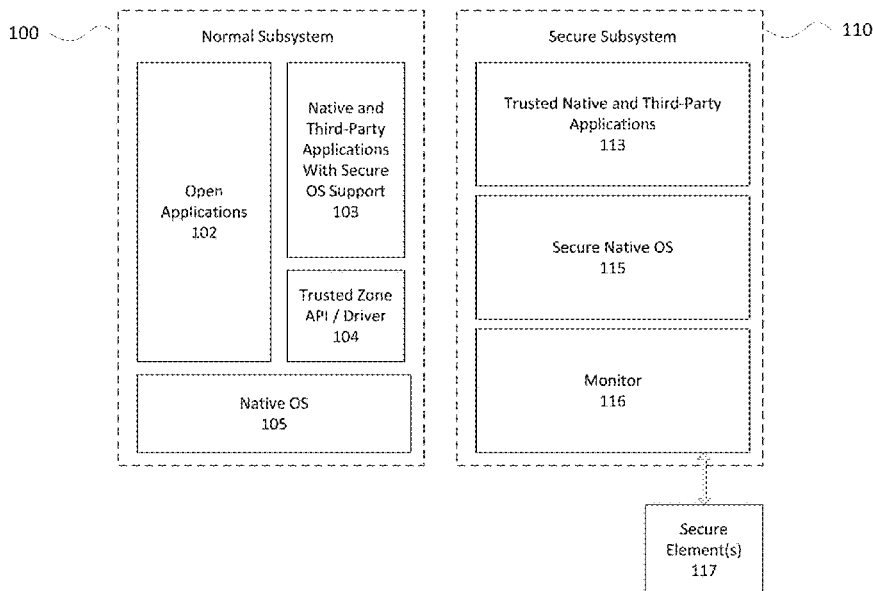 100
Normal Subsystem
Open
Applications
102
Native and
Third-Party
Applications
With Secure
OS Support
103
Trusted Zone
API / Driver
104
Native OS
105
110
Secure Subsystem
Trusted Native and Third-Party
Applications
113
Secure Native OS
115
Monitor
116
Secure
Element(s)
117